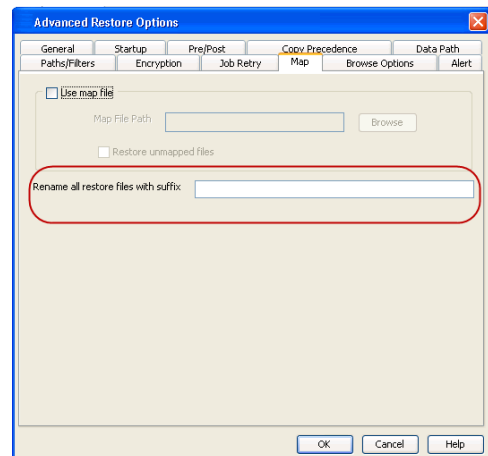 Advanced Restore Options
General Startup Pre/Post Copy Precedence Data Path
Paths/Filters Encryption Job Retry Map Browse Options Alert
Use map file
Map File Path Browse
Restore unmapped files
Rename all restore files with suffix
OK Cancel Help